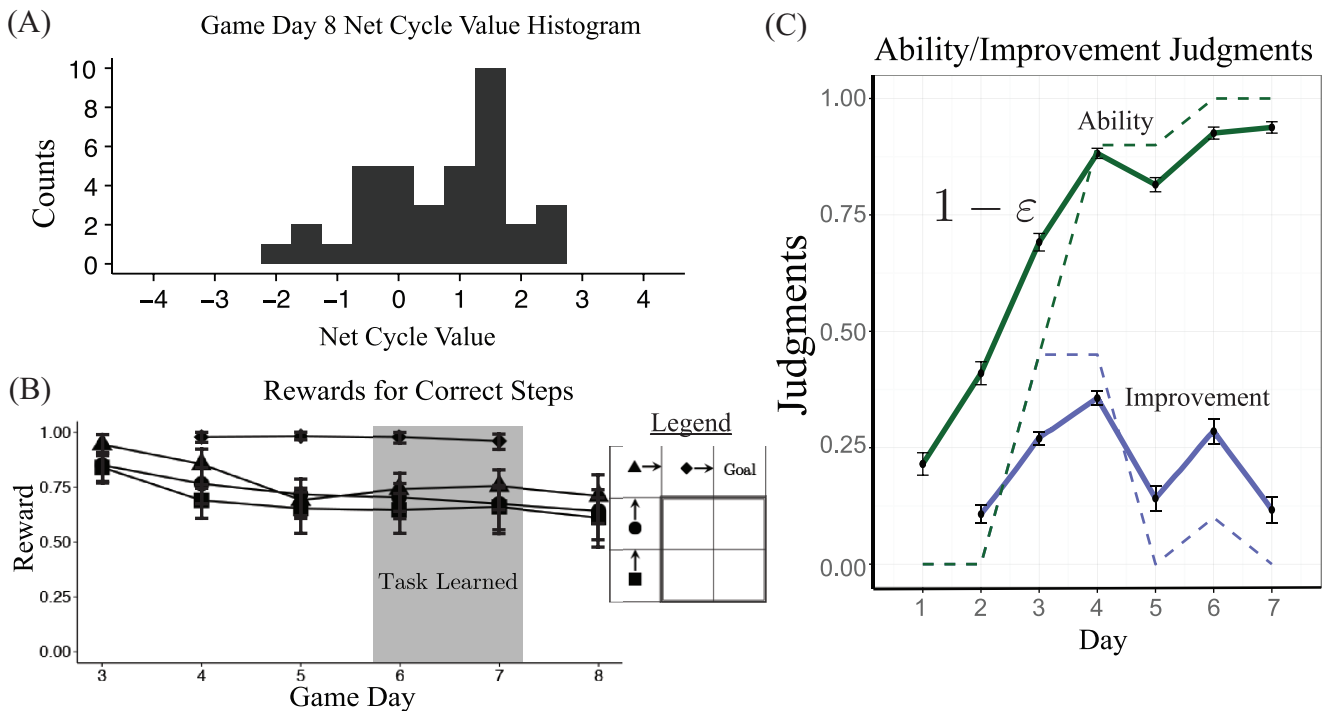 (A)
Game Day 8 Net Cycle Value Histogram
Counts
10
8
6
4
2
0
−4 −3 −2 −1 0 1 2 3 4
Net Cycle Value
(B)
Rewards for Correct Steps
Reward
1.00
0.75
0.50
0.25
0.00
Task Learned
3 4 5 6 7 8
Game Day
Legend
Goal
(C)
Ability/Improvement Judgments
Judgments
1.00
0.75
0.50
0.25
0.00
Ability
1 − ε
Improvement
1 2 3 4 5 6 7
Day